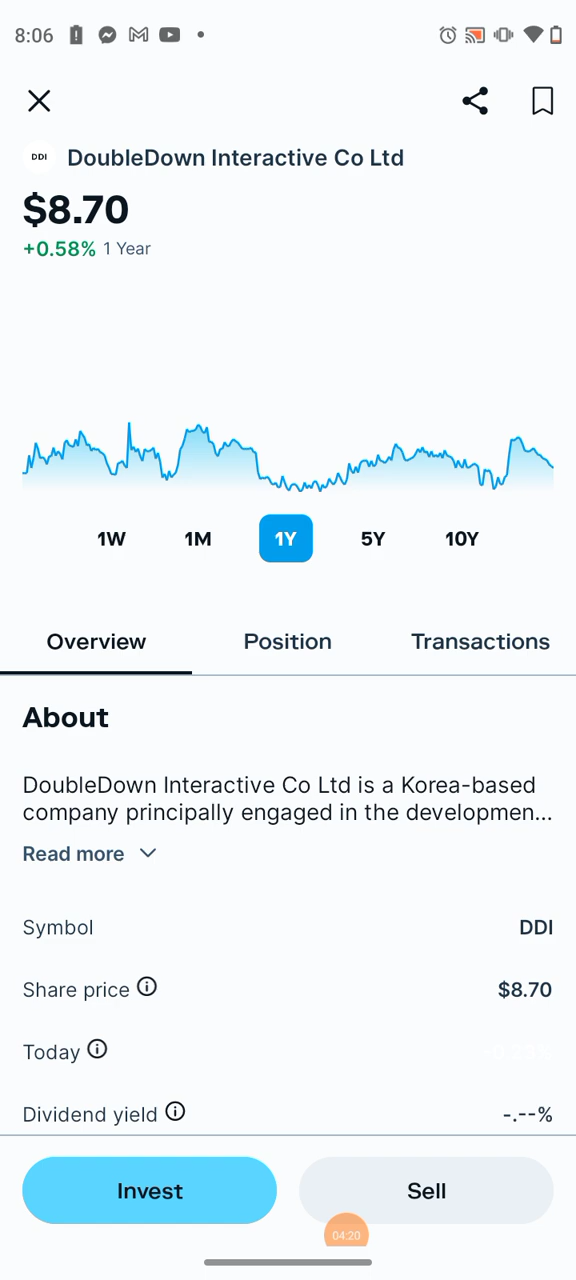 8:06
DDI
DoubleDown Interactive Co Ltd
$8.70
+0.58% 1 Year
1W 1M 1Y 5Y 10Y
Overview Position Transactions
About
DoubleDown Interactive Co Ltd is a Korea-based
company principally engaged in the developmen...
Read more
Symbol DDI
Share price $8.70
Today
Dividend yield -.--%
Invest Sell
04:20